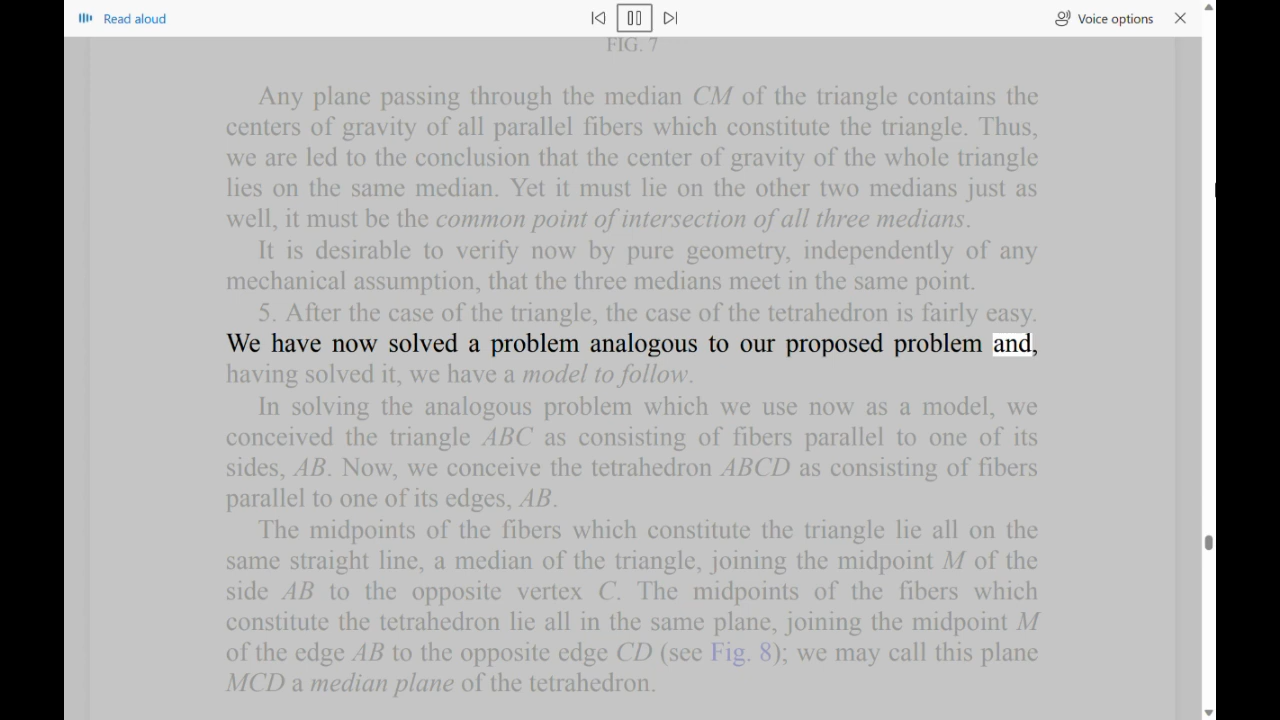 Read aloud
Voice options
FIG. 7
Any plane passing through the median CM of the triangle contains the
centers of gravity of all parallel fibers which constitute the triangle. Thus,
we are led to the conclusion that the center of gravity of the whole triangle
lies on the same median. Yet it must lie on the other two medians just as
well, it must be the common point of intersection of all three medians.
It is desirable to verify now by pure geometry, independently of any
mechanical assumption, that the three medians meet in the same point.
5. After the case of the triangle, the case of the tetrahedron is fairly easy.
We have now solved a problem analogous to our proposed problem and,
having solved it, we have a model to follow.
In solving the analogous problem which we use now as a model, we
conceived the triangle ABC as consisting of fibers parallel to one of its
sides, AB. Now, we conceive the tetrahedron ABCD as consisting of fibers
parallel to one of its edges, AB.
The midpoints of the fibers which constitute the triangle lie all on the
same straight line, a median of the triangle, joining the midpoint M of the
side AB to the opposite vertex C. The midpoints of the fibers which
constitute the tetrahedron lie all in the same plane, joining the midpoint M
of the edge AB to the opposite edge CD (see Fig. 8); we may call this plane
MCD a median plane of the tetrahedron.